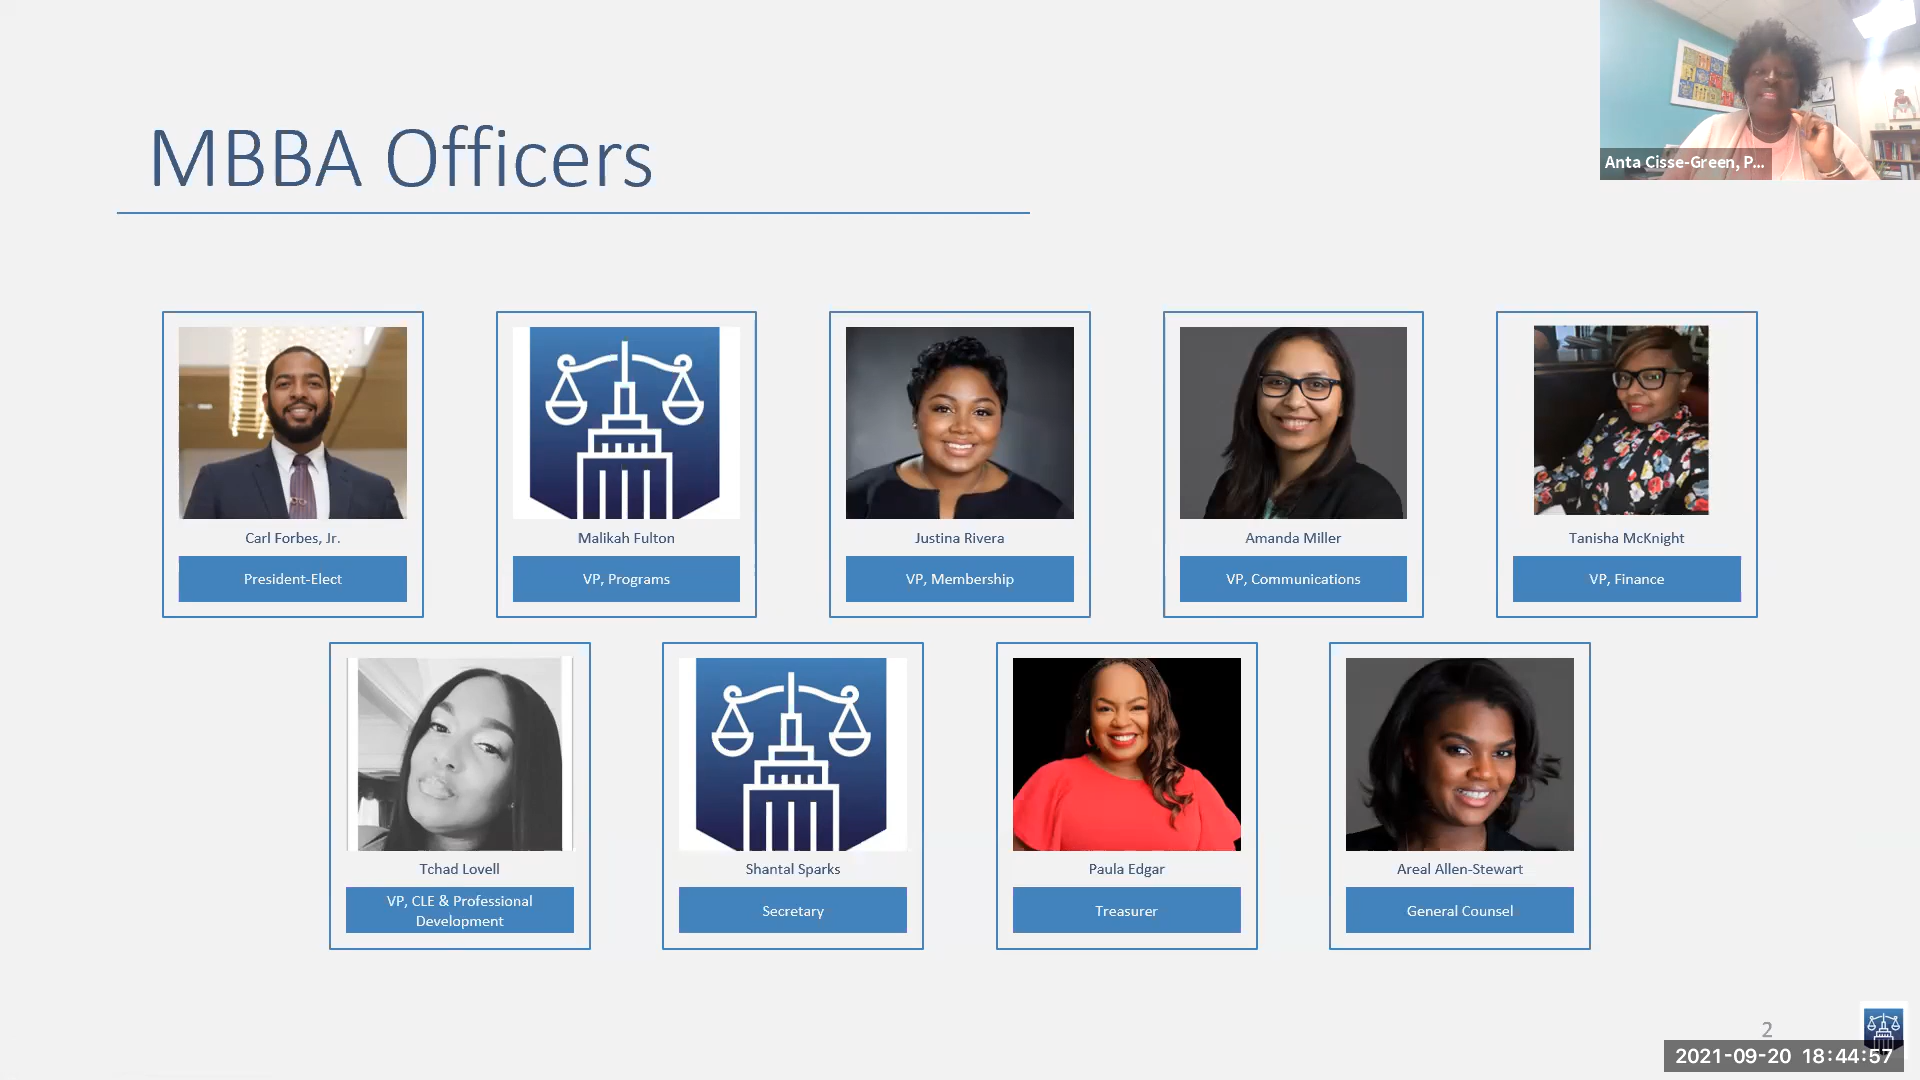 MBBA Officers
Anta Cisse-Green, P...
Carl Forbes, Jr.
President-Elect
Malikah Fulton
VP, Programs
Justina Rivera
VP, Membership
Amanda Miller
VP, Communications
Tanisha McKnight
VP, Finance
Tchad Lovell
VP, CLE & Professional
Development
Shantal Sparks
Secretary
Paula Edgar
Treasurer
Areal Allen-Stewart
General Counsel
2
2021-09-20 18:44:57